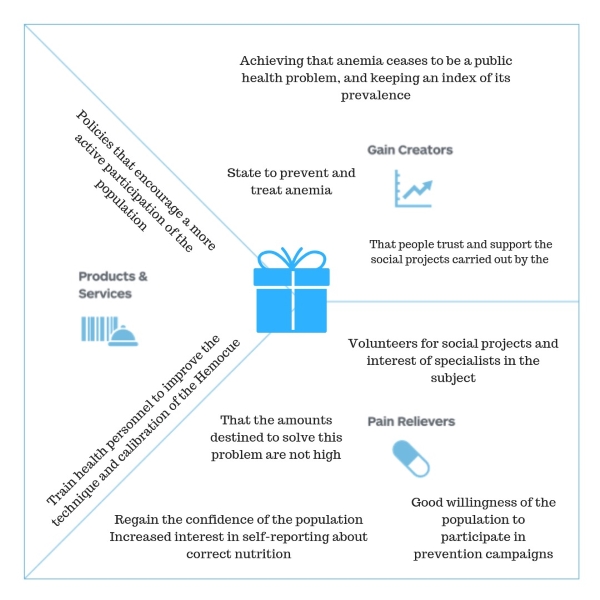 Achieving that anemia ceases to be a public
health problem, and keeping an index of its
prevalence
Gain Creators
State to prevent and
treat anemia
That people trust and support the
social projects carried out by the
Policies that encourage a more
active participation of the
population
Products &
Services
Train health personnel to improve the
technique and calibration of the Hemocue
Volunteers for social projects and
interest of specialists in the
subject
Pain Relievers
That the amounts
destined to solve this
problem are not high
Good willingness of the
population to
participate in
prevention campaigns
Regain the confidence of the population
Increased interest in self-reporting about
correct nutrition